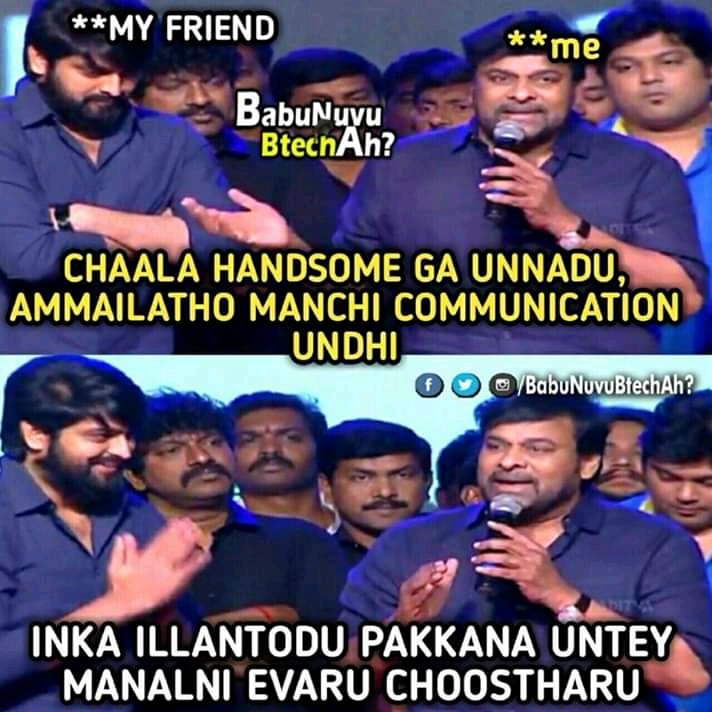 **MY FRIEND
**me
BabuNuvu
BtechAh?
CHAALA HANDSOME GA UNNADU,
AMMAILATHO MANCHI COMMUNICATION
UNDHI
/BabuNuvuBtechAh?
INKA ILLANTODU PAKKANA UNTEY
MANALNI EVARU CHOOSTHARU